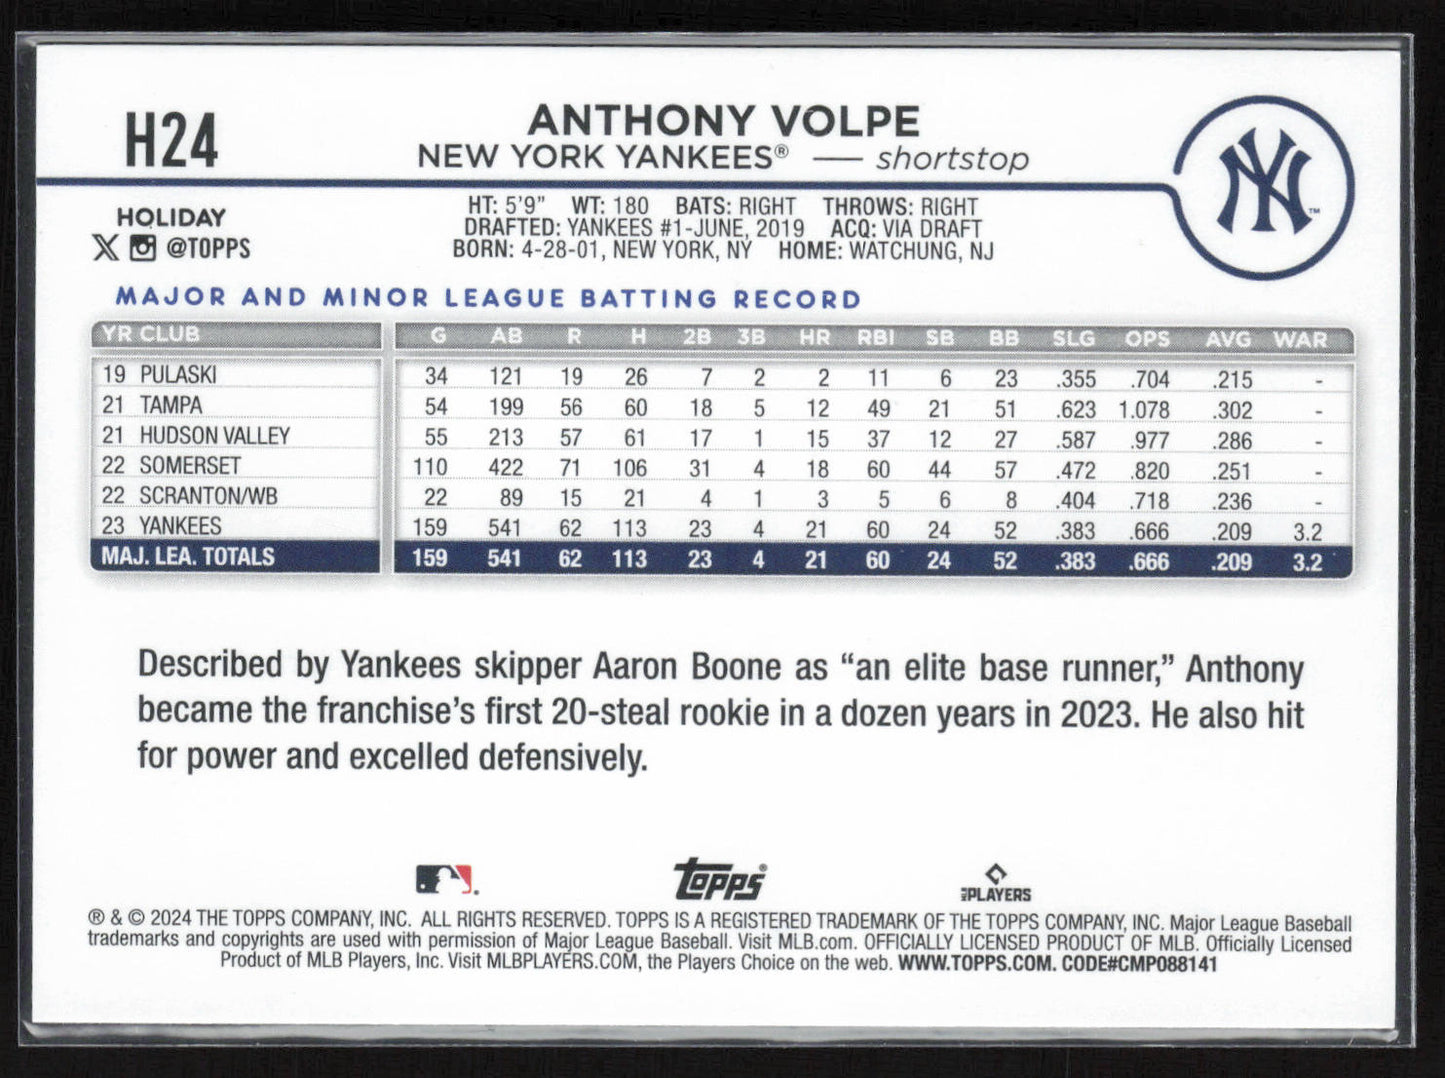 H24
ANTHONY VOLPE
NEW YORK YANKEES® — shortstop
NY™
HOLIDAY
@TOPPS
HT: 5'9" WT: 180 BATS: RIGHT THROWS: RIGHT
DRAFTED: YANKEES #1-JUNE, 2019 ACQ: VIA DRAFT
BORN: 4-28-01, NEW YORK, NY HOME: WATCHUNG, NJ
MAJOR AND MINOR LEAGUE BATTING RECORD
YR CLUB G AB R H 2B 3B HR RBI SB BB SLG OPS AVG WAR
19 PULASKI 34 121 19 26 7 2 2 11 6 23 .355 .704 .215 -
21 TAMPA 54 199 56 60 18 5 12 49 21 51 .623 1.078 .302 -
21 HUDSON VALLEY 55 213 57 61 17 1 15 37 12 27 .587 .977 .286 -
22 SOMERSET 110 422 71 106 31 4 18 60 44 57 .472 .820 .251 -
22 SCRANTON/WB 22 89 15 21 4 1 3 5 6 8 .404 .718 .236 -
23 YANKEES 159 541 62 113 23 4 21 60 24 52 .383 .666 .209 3.2
MAJ. LEA. TOTALS 159 541 62 113 23 4 21 60 24 52 .383 .666 .209 3.2
Described by Yankees skipper Aaron Boone as “an elite base runner,” Anthony
became the franchise’s first 20-steal rookie in a dozen years in 2023. He also hit
for power and excelled defensively.
Topps®
MLBPLAYERS
® & © 2024 THE TOPPS COMPANY, INC. ALL RIGHTS RESERVED. TOPPS IS A REGISTERED TRADEMARK OF THE TOPPS COMPANY, INC. Major League Baseball
trademarks and copyrights are used with permission of Major League Baseball. Visit MLB.com. OFFICIALLY LICENSED PRODUCT OF MLB. Officially Licensed
Product of MLB Players, Inc. Visit MLBPLAYERS.COM, the Players Choice on the web. WWW.TOPPS.COM. CODE#CMP088141